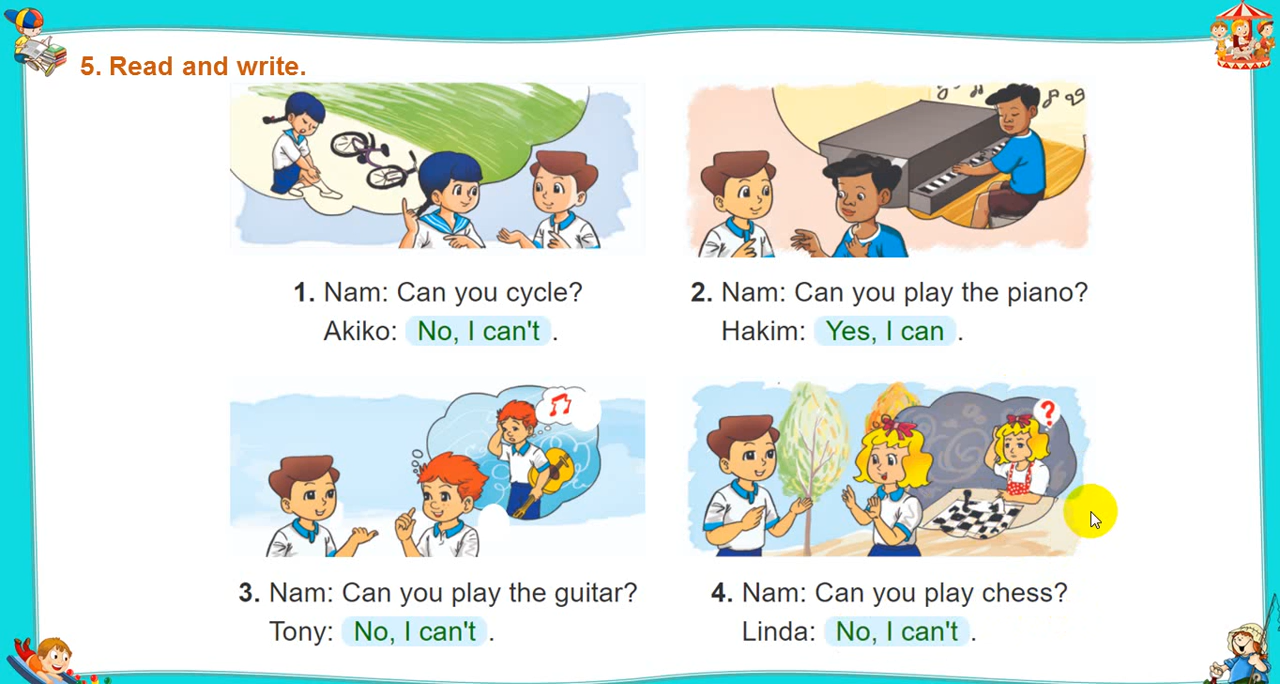 5. Read and write.
1. Nam: Can you cycle?
Akiko: No, I can't .
2. Nam: Can you play the piano?
Hakim: Yes, I can .
?
3. Nam: Can you play the guitar?
Tony: No, I can't .
4. Nam: Can you play chess?
Linda: No, I can't .